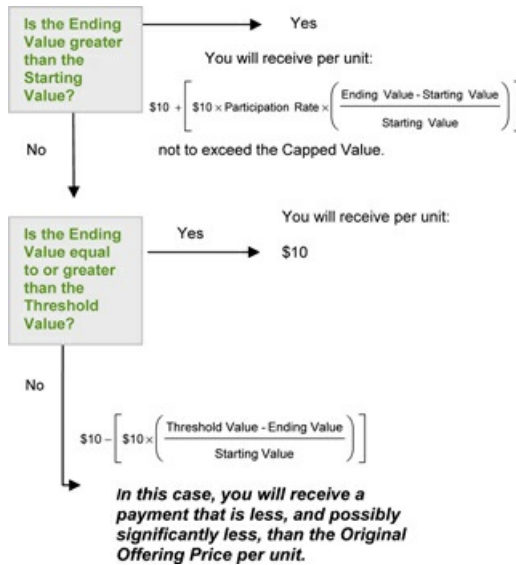 Is the Ending
Value greater
than the
Starting
Value?
Yes
You will receive per unit:
$10 + [ $10 × Participation Rate × ( Ending Value - Starting Value
Starting Value ) ]
No
not to exceed the Capped Value.
Is the Ending
Value equal
to or greater
than the
Threshold
Value?
Yes
You will receive per unit:
$10
No
$10 – [ $10 × ( Threshold Value - Ending Value
Starting Value ) ]
In this case, you will receive a
payment that is less, and possibly
significantly less, than the Original
Offering Price per unit.